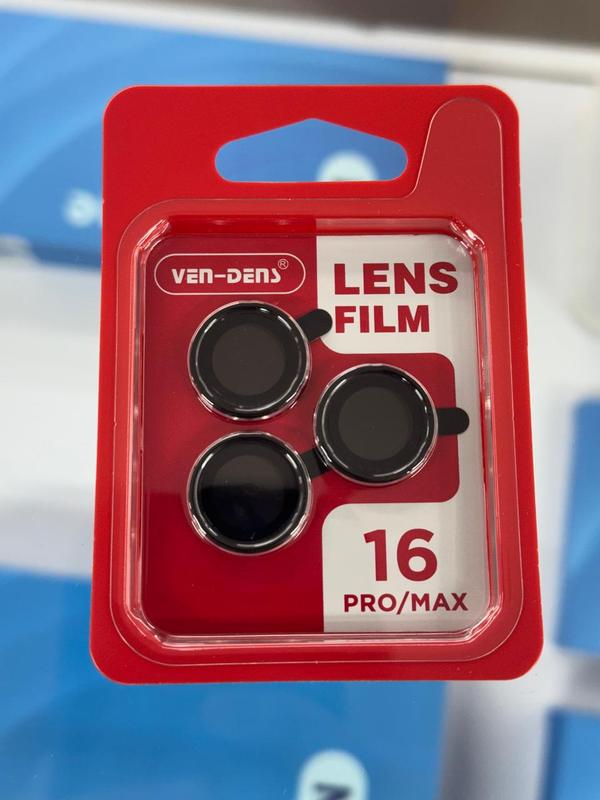 VEN-DENS®
LENS
FILM
16
PRO/MAX